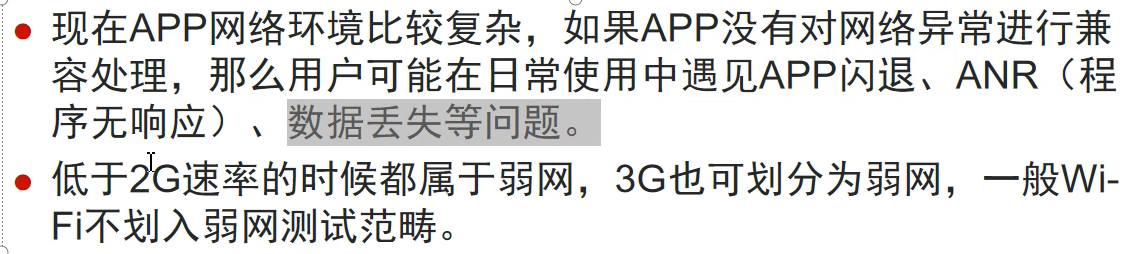 现在APP网络环境比较复杂，如果APP没有对网络异常进行兼
容处理，那么用户可能在日常使用中遇见APP闪退、ANR（程
序无响应）、数据丢失等问题。
低于2G速率的时候都属于弱网，3G也可划分为弱网，一般Wi-
Fi不划入弱网测试范畴。